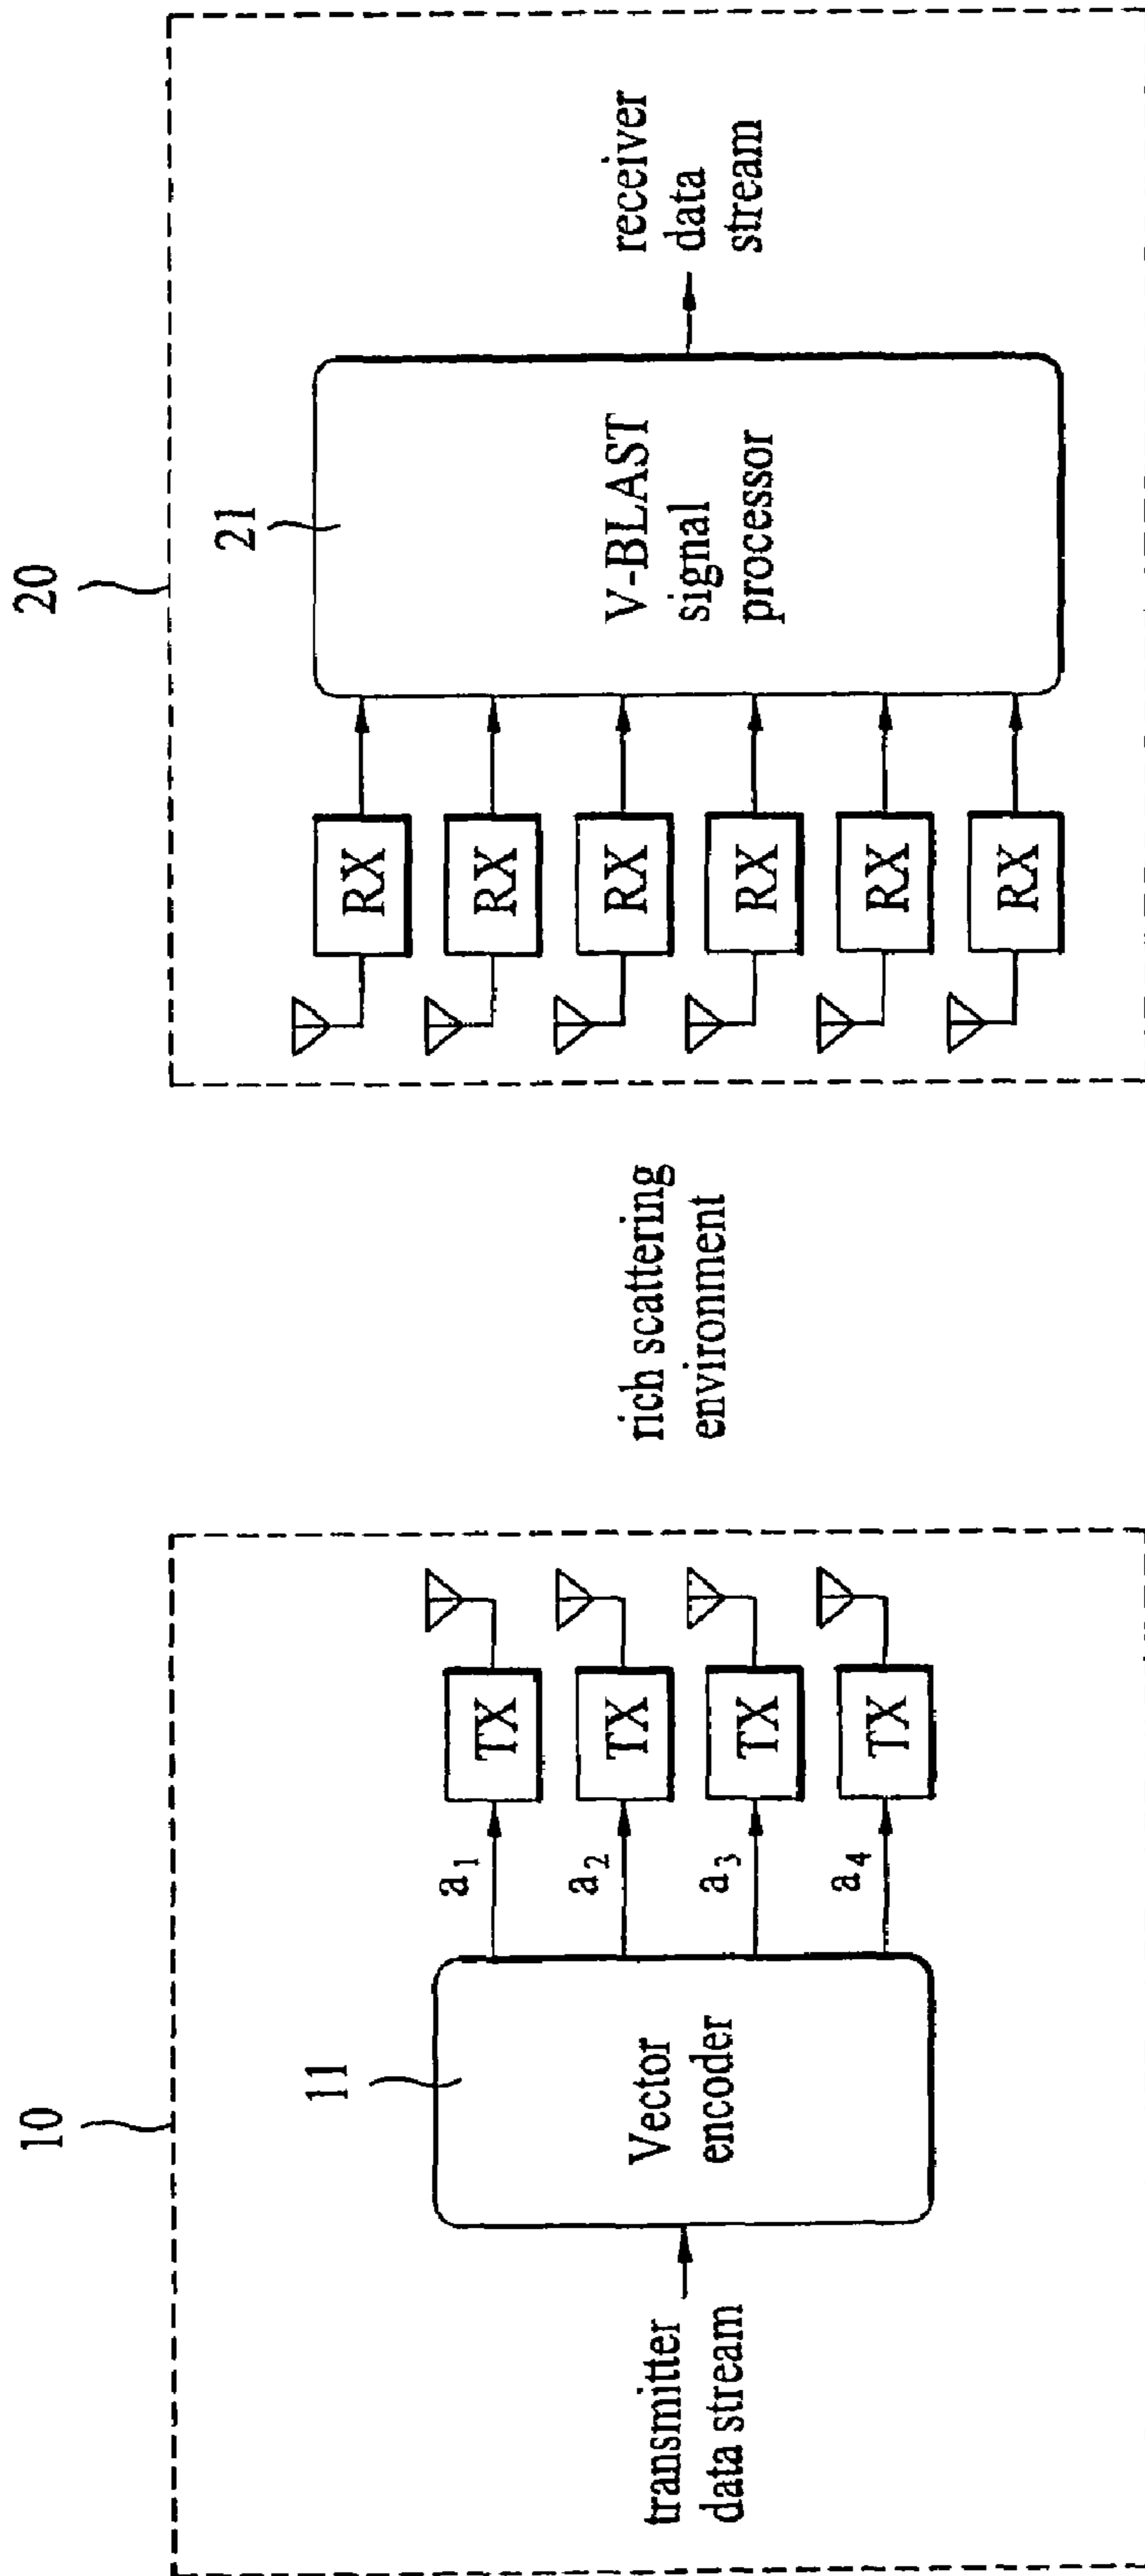 10
11
transmitter
data stream
Vector
encoder
a1
a2
a3
a4
TX
TX
TX
TX
rich scattering
environment
20
21
RX
RX
RX
RX
RX
RX
V-BLAST
signal
processor
receiver
data
stream